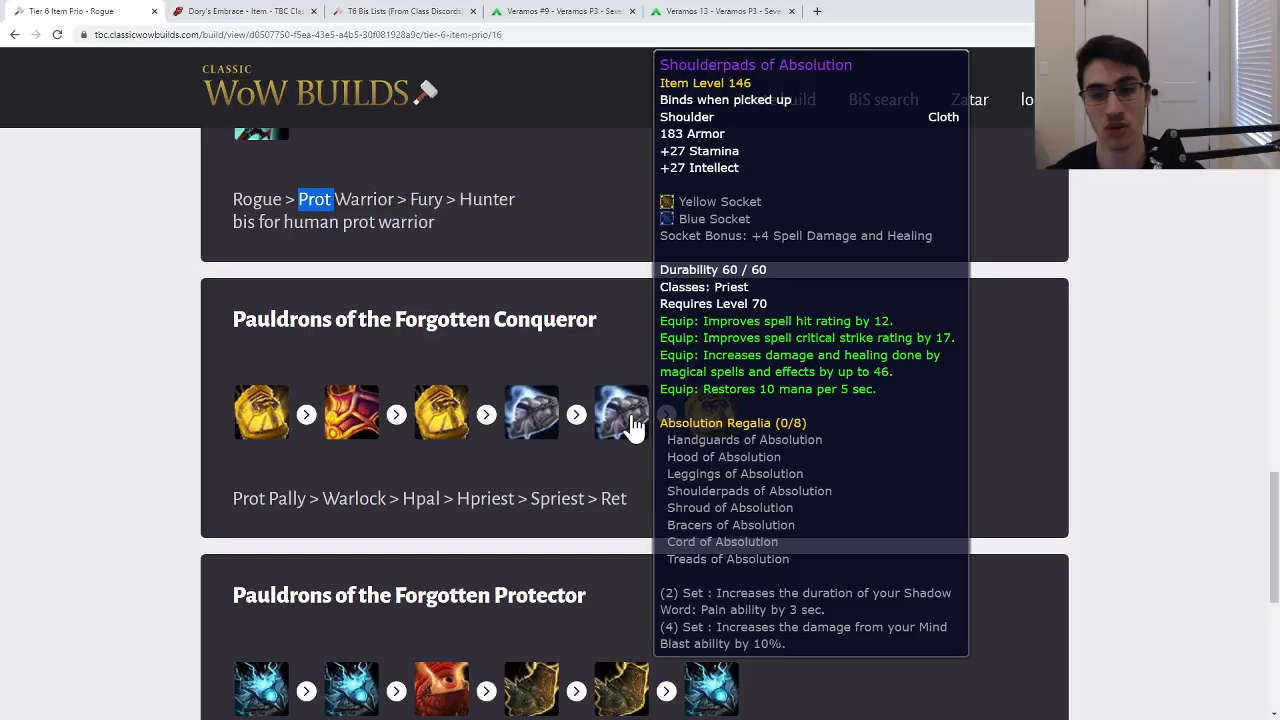 Tier 6 Item Prio - Rogue
Dory's Embrace - Item - TBC Clas
T6 Bis Lists (From Class Discords)
Veramos #9 - Veramos P3 - Sever
Veramos 13 - Veramos P3 - Sever
tbc.classicwowbuilds.com/build/view/d0507750-f5ea-43e5-a4b5-30f081928a9c/tier-6-item-prio/16
CLASSIC
WoW BUILDS
build
BiS search
Zatar
lo
Rogue > Prot Warrior > Fury > Hunter
bis for human prot warrior
Pauldrons of the Forgotten Conqueror
Prot Pally > Warlock > Hpal > Hpriest > Spriest > Ret
Pauldrons of the Forgotten Protector
Shoulderpads of Absolution
Item Level 146
Binds when picked up
Shoulder Cloth
183 Armor
+27 Stamina
+27 Intellect
Yellow Socket
Blue Socket
Socket Bonus: +4 Spell Damage and Healing
Durability 60 / 60
Classes: Priest
Requires Level 70
Equip: Improves spell hit rating by 12.
Equip: Improves spell critical strike rating by 17.
Equip: Increases damage and healing done by
magical spells and effects by up to 46.
Equip: Restores 10 mana per 5 sec.
Absolution Regalia (0/8)
Handguards of Absolution
Hood of Absolution
Leggings of Absolution
Shoulderpads of Absolution
Shroud of Absolution
Bracers of Absolution
Cord of Absolution
Treads of Absolution
(2) Set : Increases the duration of your Shadow
Word: Pain ability by 3 sec.
(4) Set : Increases the damage from your Mind
Blast ability by 10%.